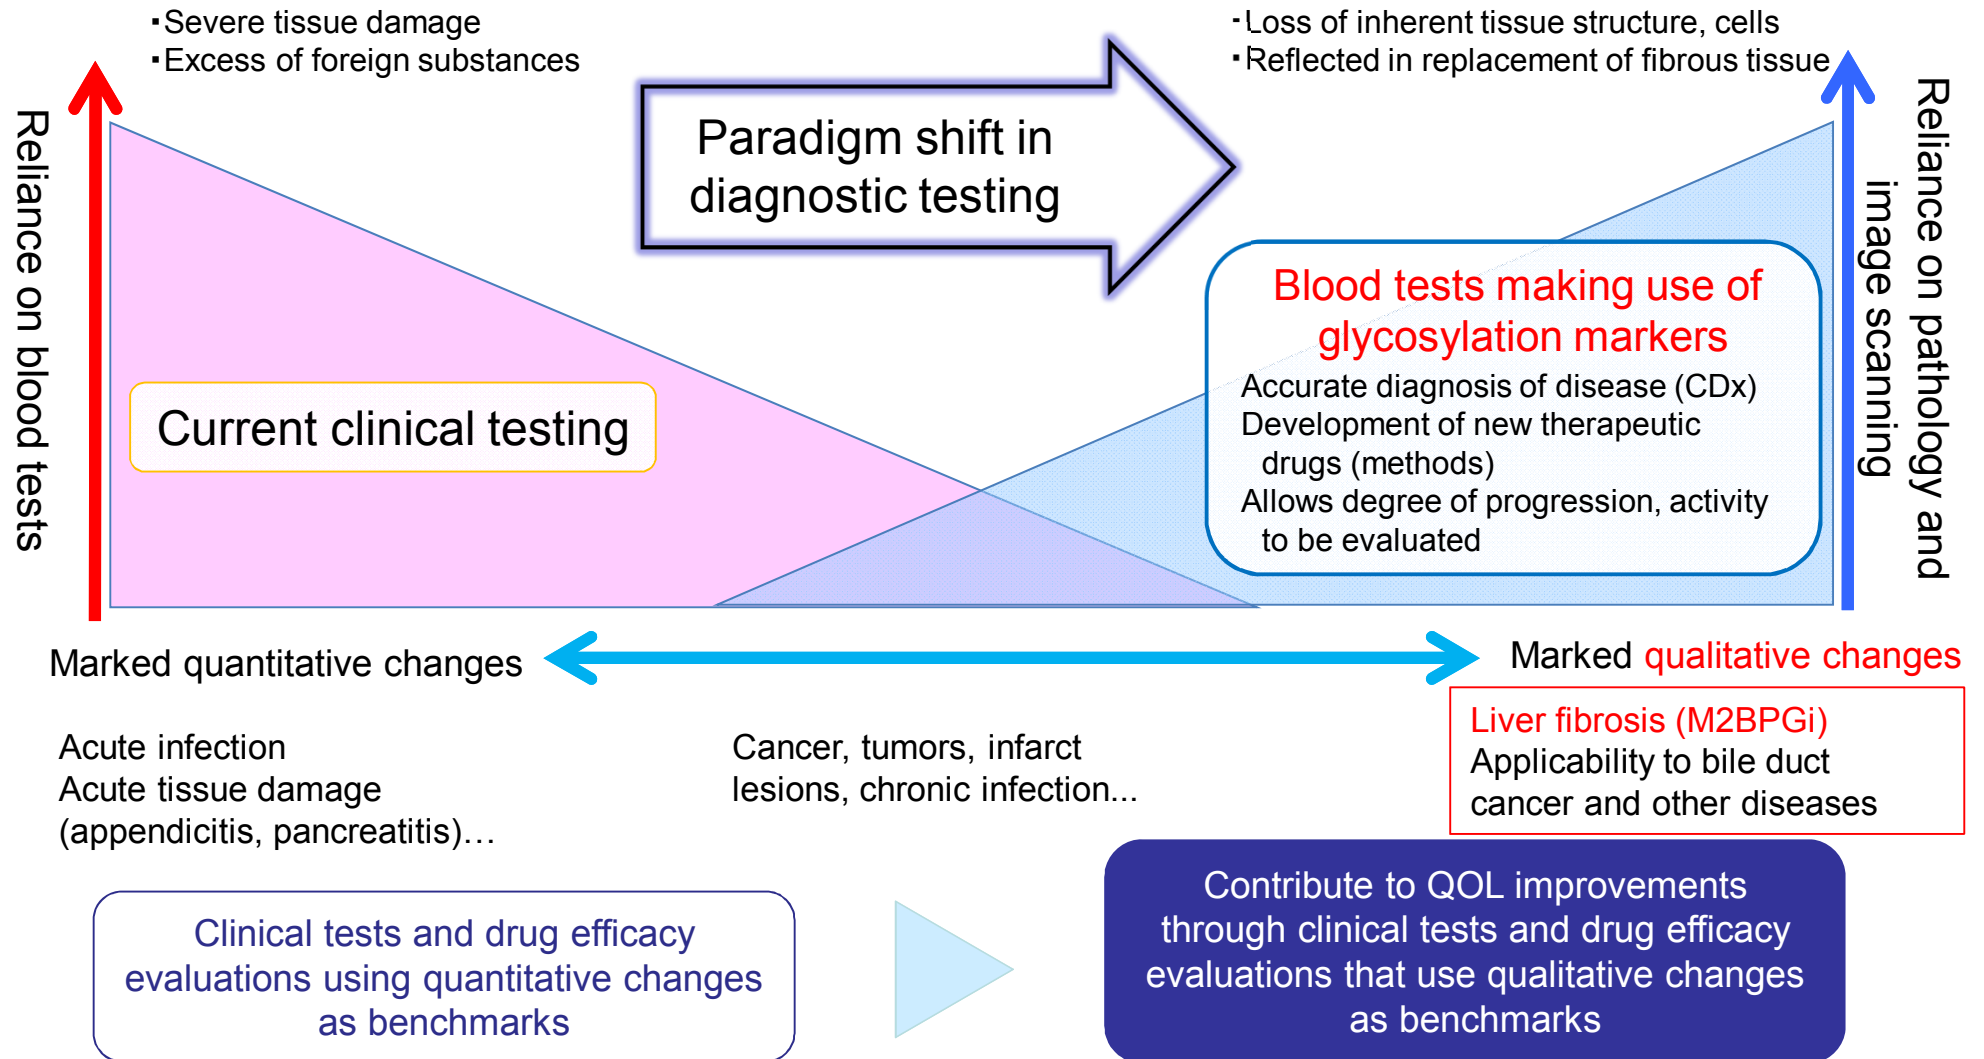 ▪Severe tissue damage
▪Excess of foreign substances
▪Loss of inherent tissue structure, cells
▪Reflected in replacement of fibrous tissue
Reliance on blood tests
Paradigm shift in
diagnostic testing
Reliance on pathology and
image scanning
Current clinical testing
Blood tests making use of
glycosylation markers
Accurate diagnosis of disease (CDx)
Development of new therapeutic
drugs (methods)
Allows degree of progression, activity
to be evaluated
Marked quantitative changes
Marked qualitative changes
Acute infection
Acute tissue damage
(appendicitis, pancreatitis)…
Cancer, tumors, infarct
lesions, chronic infection...
Liver fibrosis (M2BPGi)
Applicability to bile duct
cancer and other diseases
Clinical tests and drug efficacy
evaluations using quantitative changes
as benchmarks
Contribute to QOL improvements
through clinical tests and drug efficacy
evaluations that use qualitative changes
as benchmarks